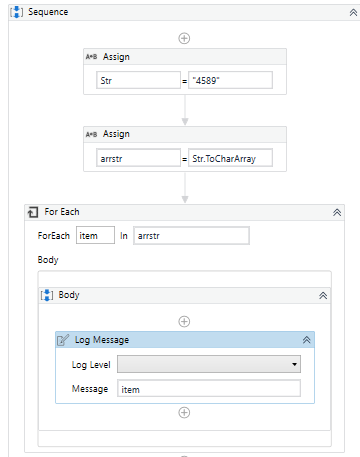 Sequence
A*B Assign
Str = "4589"
A*B Assign
arrstr = Str.ToCharArray
For Each
ForEach item In arrstr
Body
Body
Log Message
Log Level
Message item